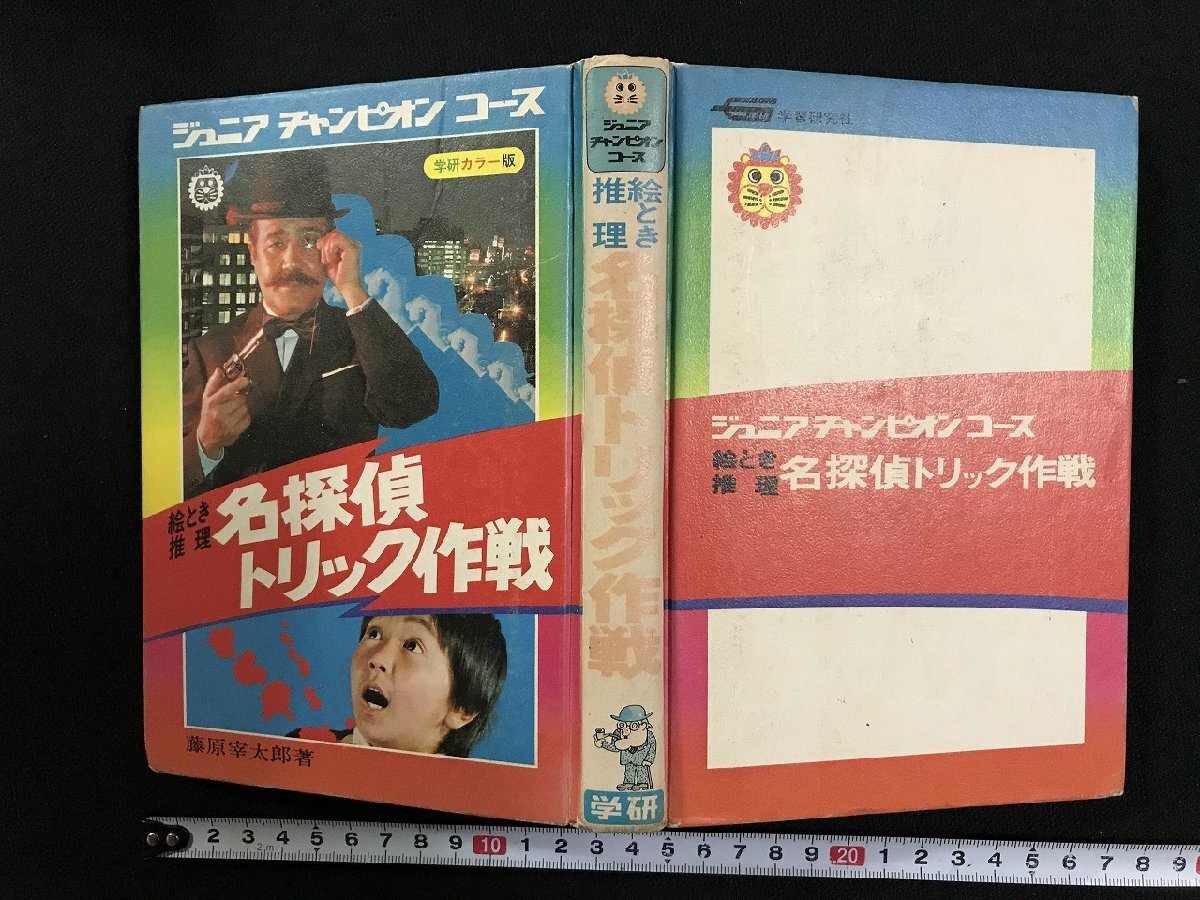 ジュニア チャンピオン コース
学研カラー版
絵とき
推理
名探偵
トリック作戦
藤原宰太郎著
ジュニア
チャンピオン
コース
絵とき
推理
名探偵トリック作戦
学研
学研 学習研究社
ジュニア チャンピオン コース
絵とき
推理
名探偵トリック作戦
2 3 4 5 6 7 8 9 10 1 2 3 4 5 6 7 8 9 20 1 2 3 4 5 6 7 8 9
2m